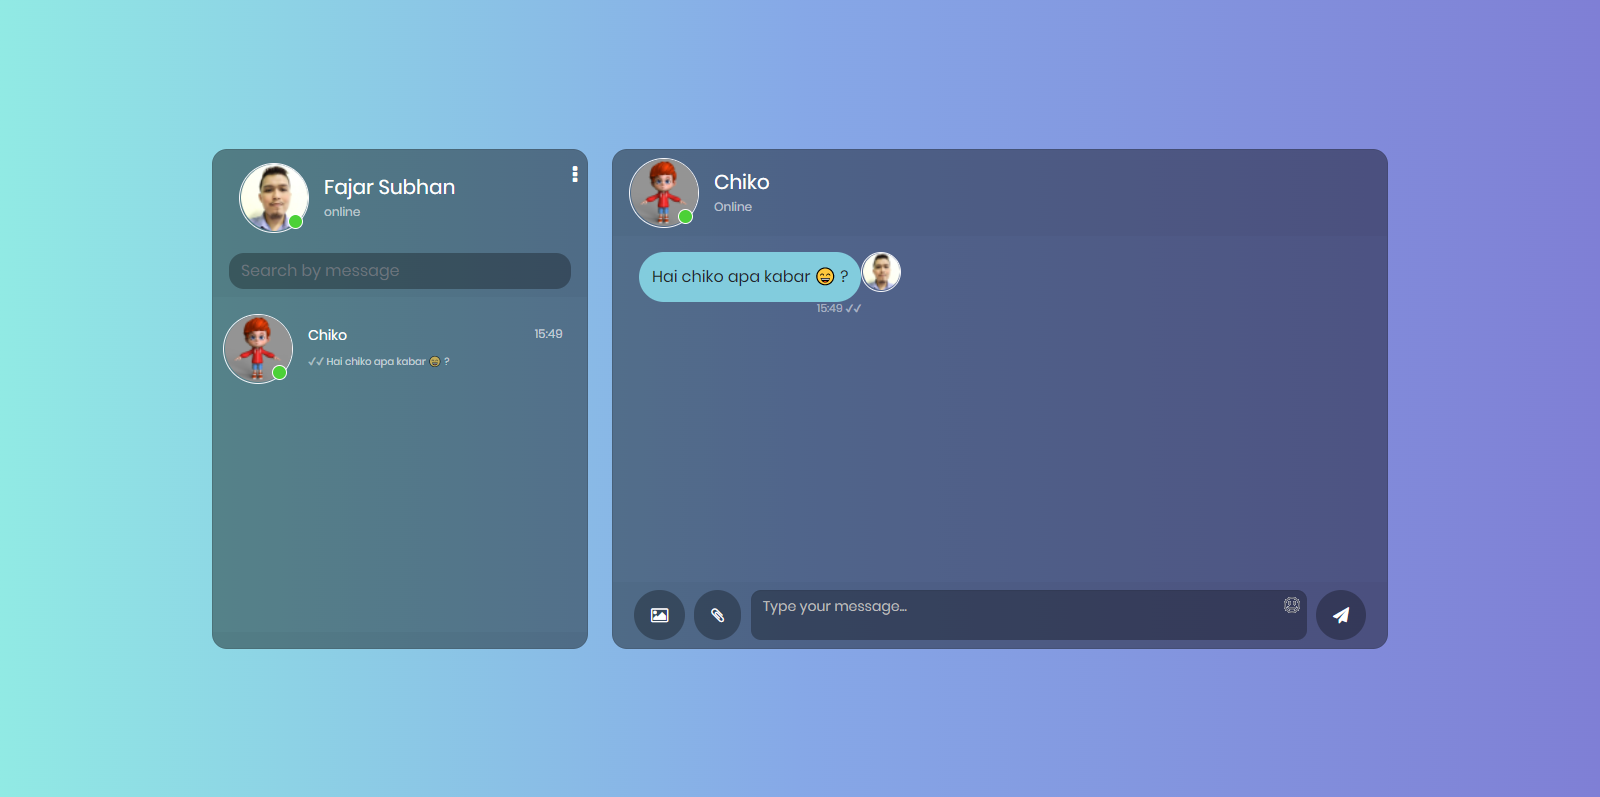 Fajar Subhan
online
Search by message
Chiko
15:49
✓✓ Hai chiko apa kabar 😄 ?
Chiko
Online
Hai chiko apa kabar 😄 ?
15:49 ✓✓
Type your message...